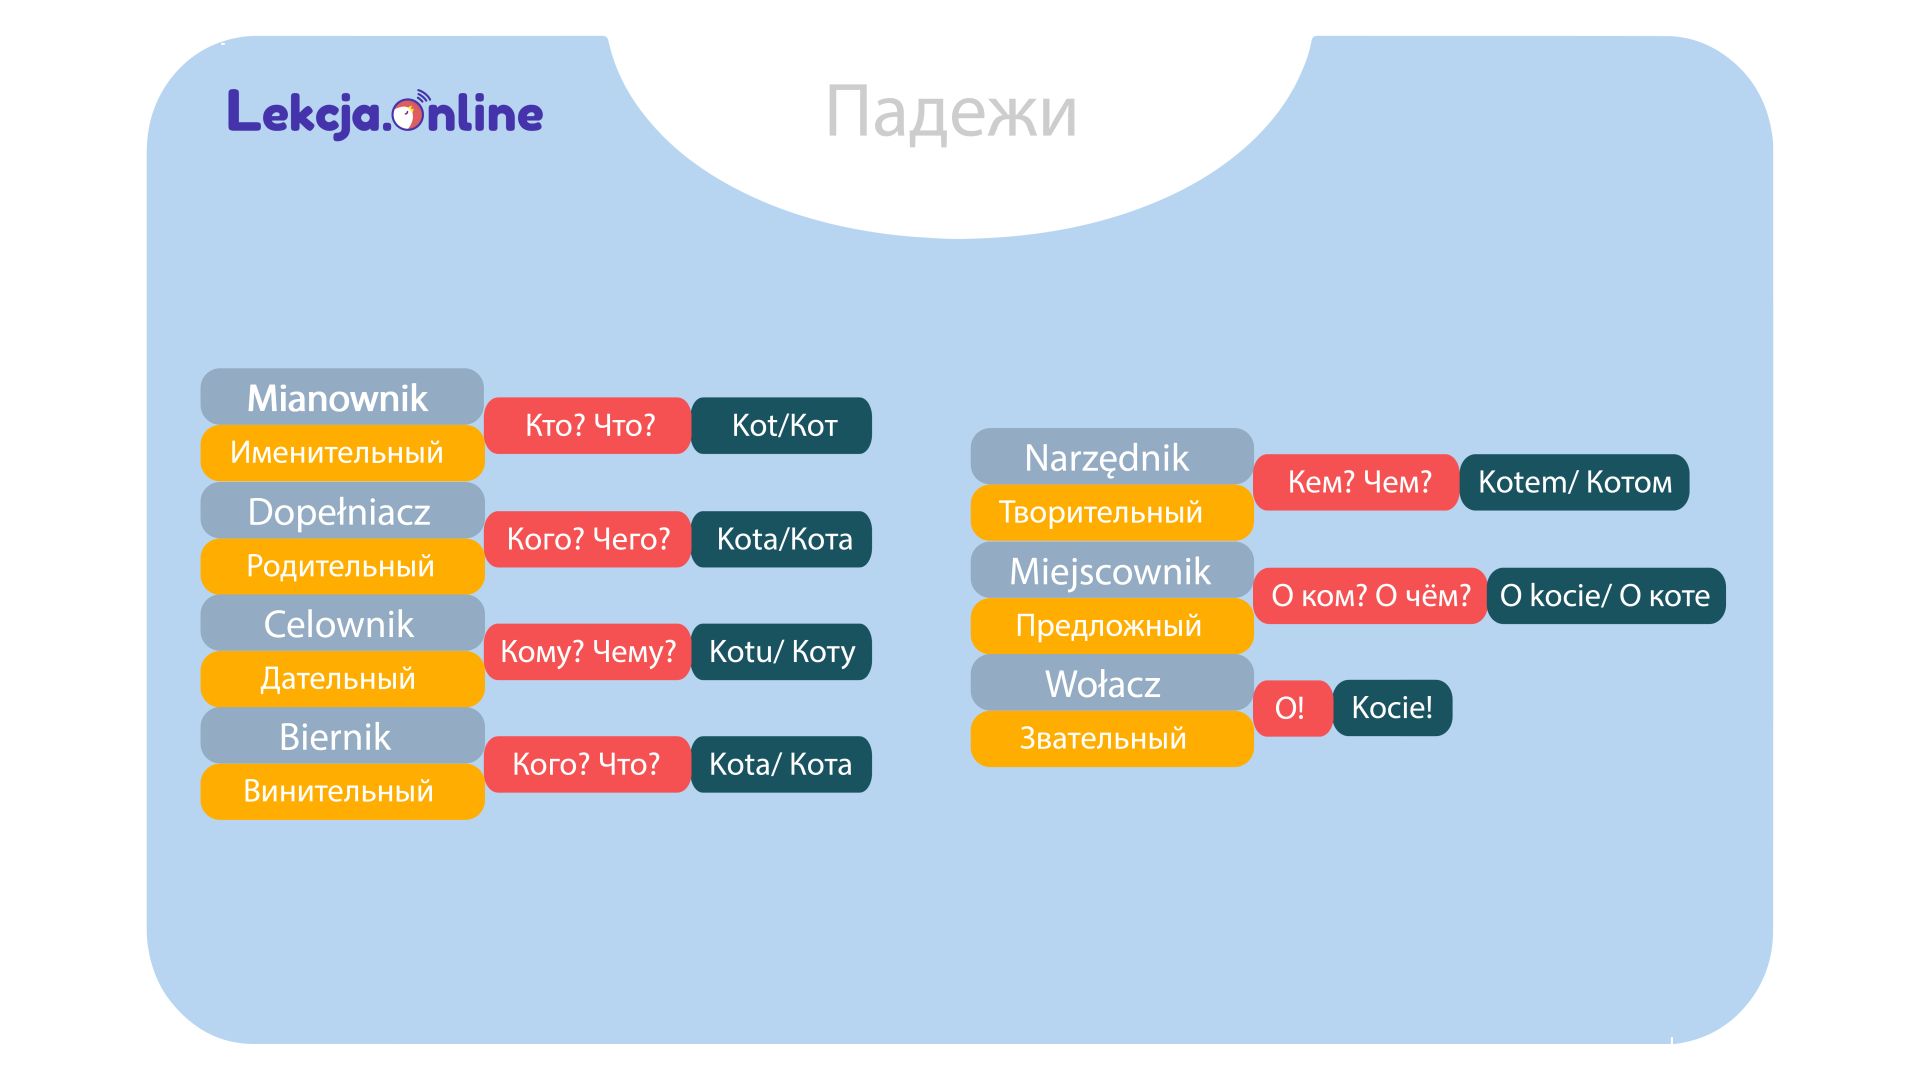 Lekcja.Online
Падежи
Mianownik
Именительный
Кто? Что?
Kot/Кот
Dopełniacz
Родительный
Кого? Чего?
Kota/Кота
Celownik
Дательный
Кому? Чему?
Kotu/ Коту
Biernik
Винительный
Кого? Что?
Kota/ Кота
Narzędnik
Творительный
Кем? Чем?
Kotem/ Котом
Miejscownik
Предложный
О ком? О чём?
O kocie/ О коте
Wołacz
Звательный
О!
Kocie!